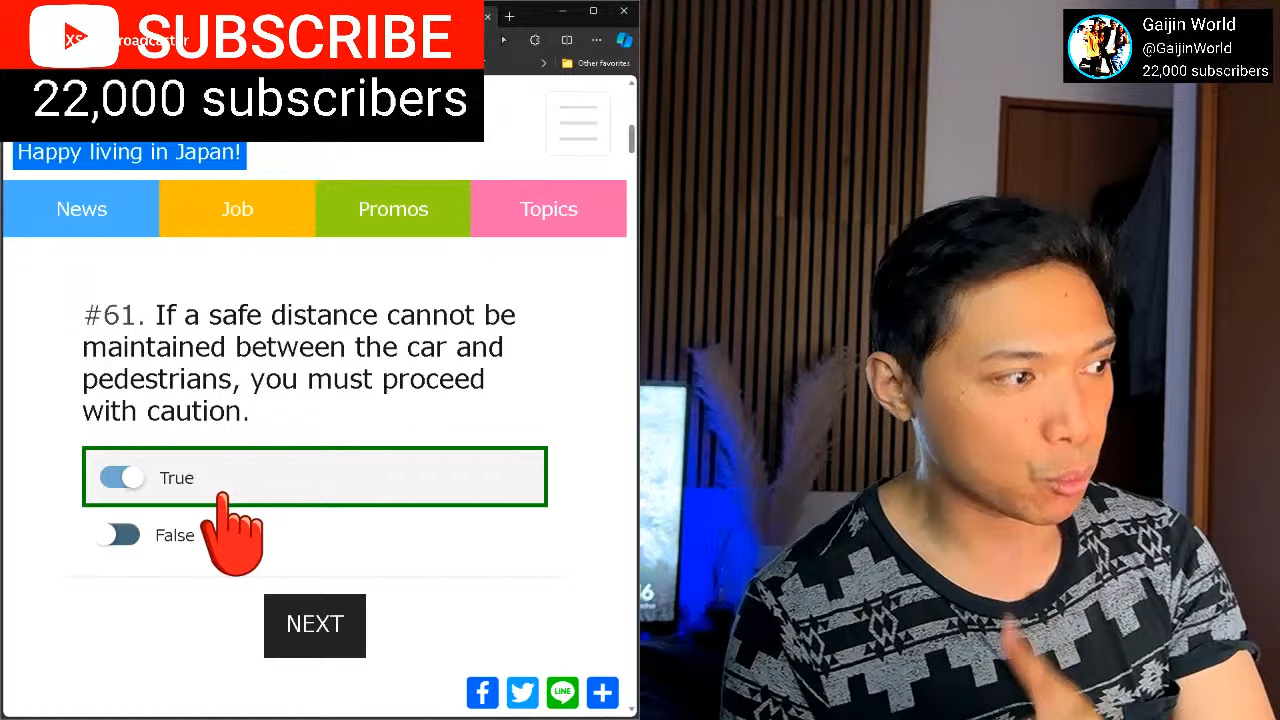 SUBSCRIBE
22,000 subscribers
Other favorites
Happy living in Japan!
News
Job
Promos
Topics
#61. If a safe distance cannot be
maintained between the car and
pedestrians, you must proceed
with caution.
True
False
NEXT
LINE
Gaijin World
@GaijinWorld
22,000 subscribers